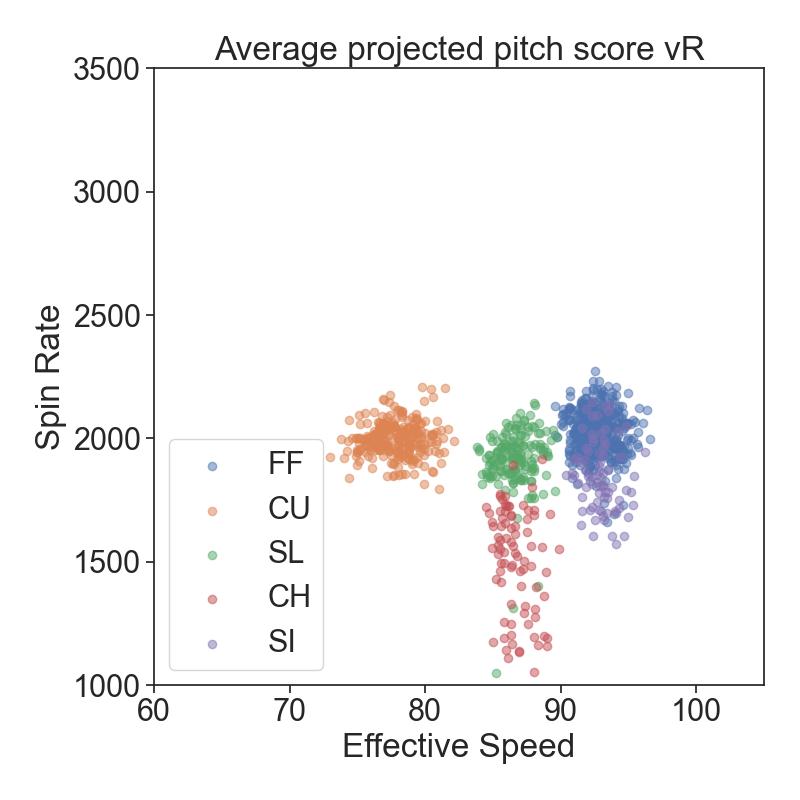 Average projected pitch score vR
3500
3000
2500
2000
1500
1000
Spin Rate
FF
CU
SL
CH
SI
60 70 80 90 100
Effective Speed